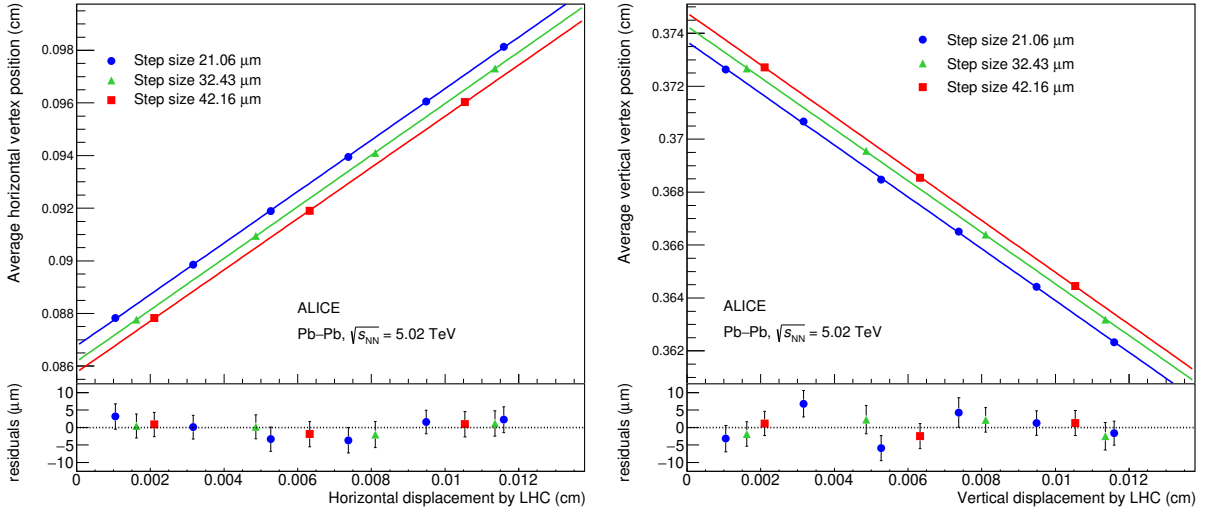 Average horizontal vertex position (cm)
0.098
0.096
0.094
0.092
0.09
0.088
0.086
Step size 21.06 μm
Step size 32.43 μm
Step size 42.16 μm
ALICE
Pb–Pb, √sNN = 5.02 TeV
residuals (μm)
10
5
0
−5
−10
0 0.002 0.004 0.006 0.008 0.01 0.012
Horizontal displacement by LHC (cm)
Average vertical vertex position (cm)
0.374
0.372
0.37
0.368
0.366
0.364
0.362
Step size 21.06 μm
Step size 32.43 μm
Step size 42.16 μm
ALICE
Pb–Pb, √sNN = 5.02 TeV
residuals (μm)
10
5
0
−5
−10
0 0.002 0.004 0.006 0.008 0.01 0.012
Vertical displacement by LHC (cm)